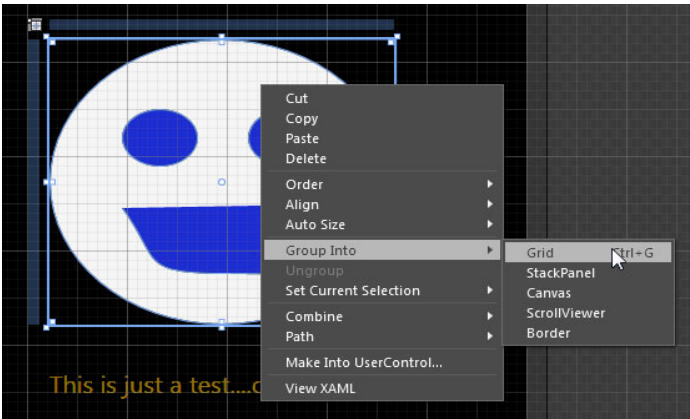 Cut
Copy
Paste
Delete
Order
Align
Auto Size
Group Into
Ungroup
Set Current Selection
Combine
Path
Make Into UserControl...
View XAML
Grid Ctrl+G
StackPanel
Canvas
ScrollViewer
Border
This is just a test....